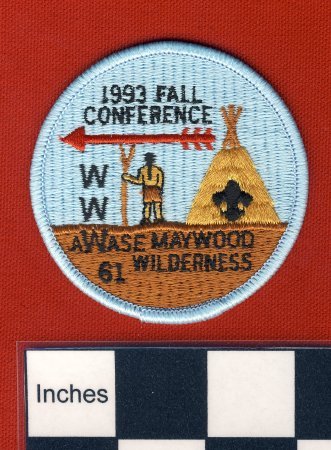 1993 FALL
CONFERENCE
W
W
W
AWASE MAYWOOD
61 WILDERNESS
Inches